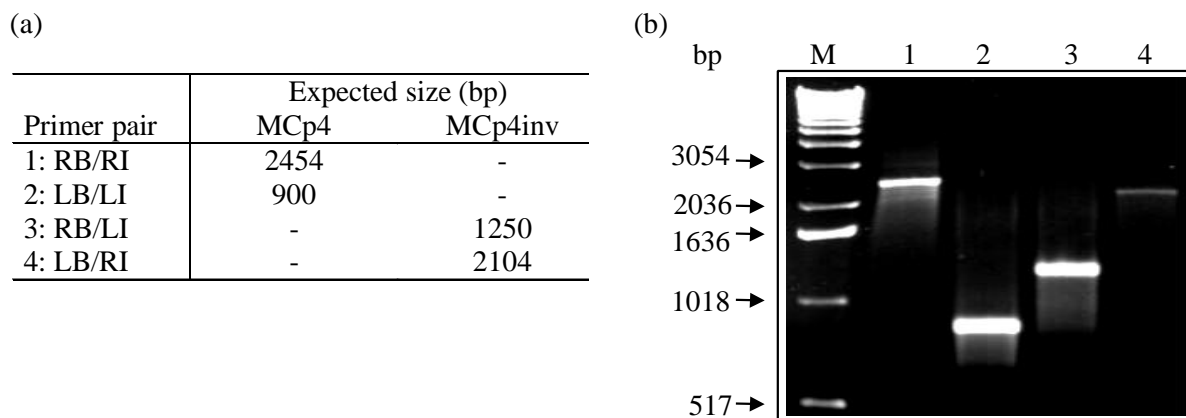 (a)
Expected size (bp)
Primer pair MCp4 MCp4inv
1: RB/RI 2454 -
2: LB/LI 900 -
3: RB/LI - 1250
4: LB/RI - 2104
(b)
bp M 1 2 3 4
3054
2036
1636
1018
517